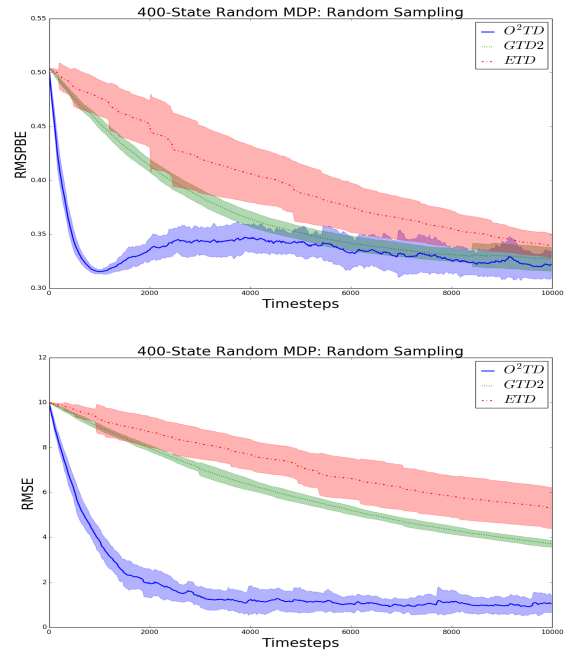 400-State Random MDP: Random Sampling
0.55
0.50
0.45
0.40
0.35
0.30
RMSPBE
O²TD
GTD2
ETD
0 2000 4000 6000 8000 10000
Timesteps
400-State Random MDP: Random Sampling
12
10
8
6
4
2
0
RMSE
O²TD
GTD2
ETD
0 2000 4000 6000 8000 10000
Timesteps